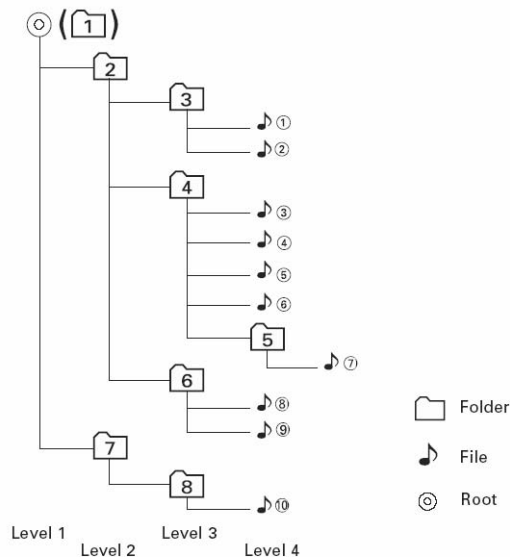 (1)
2
3
①
②
4
③
④
⑤
⑥
5
⑦
6
⑧
⑨
7
8
⑩
Folder
File
Root
Level 1
Level 2
Level 3
Level 4